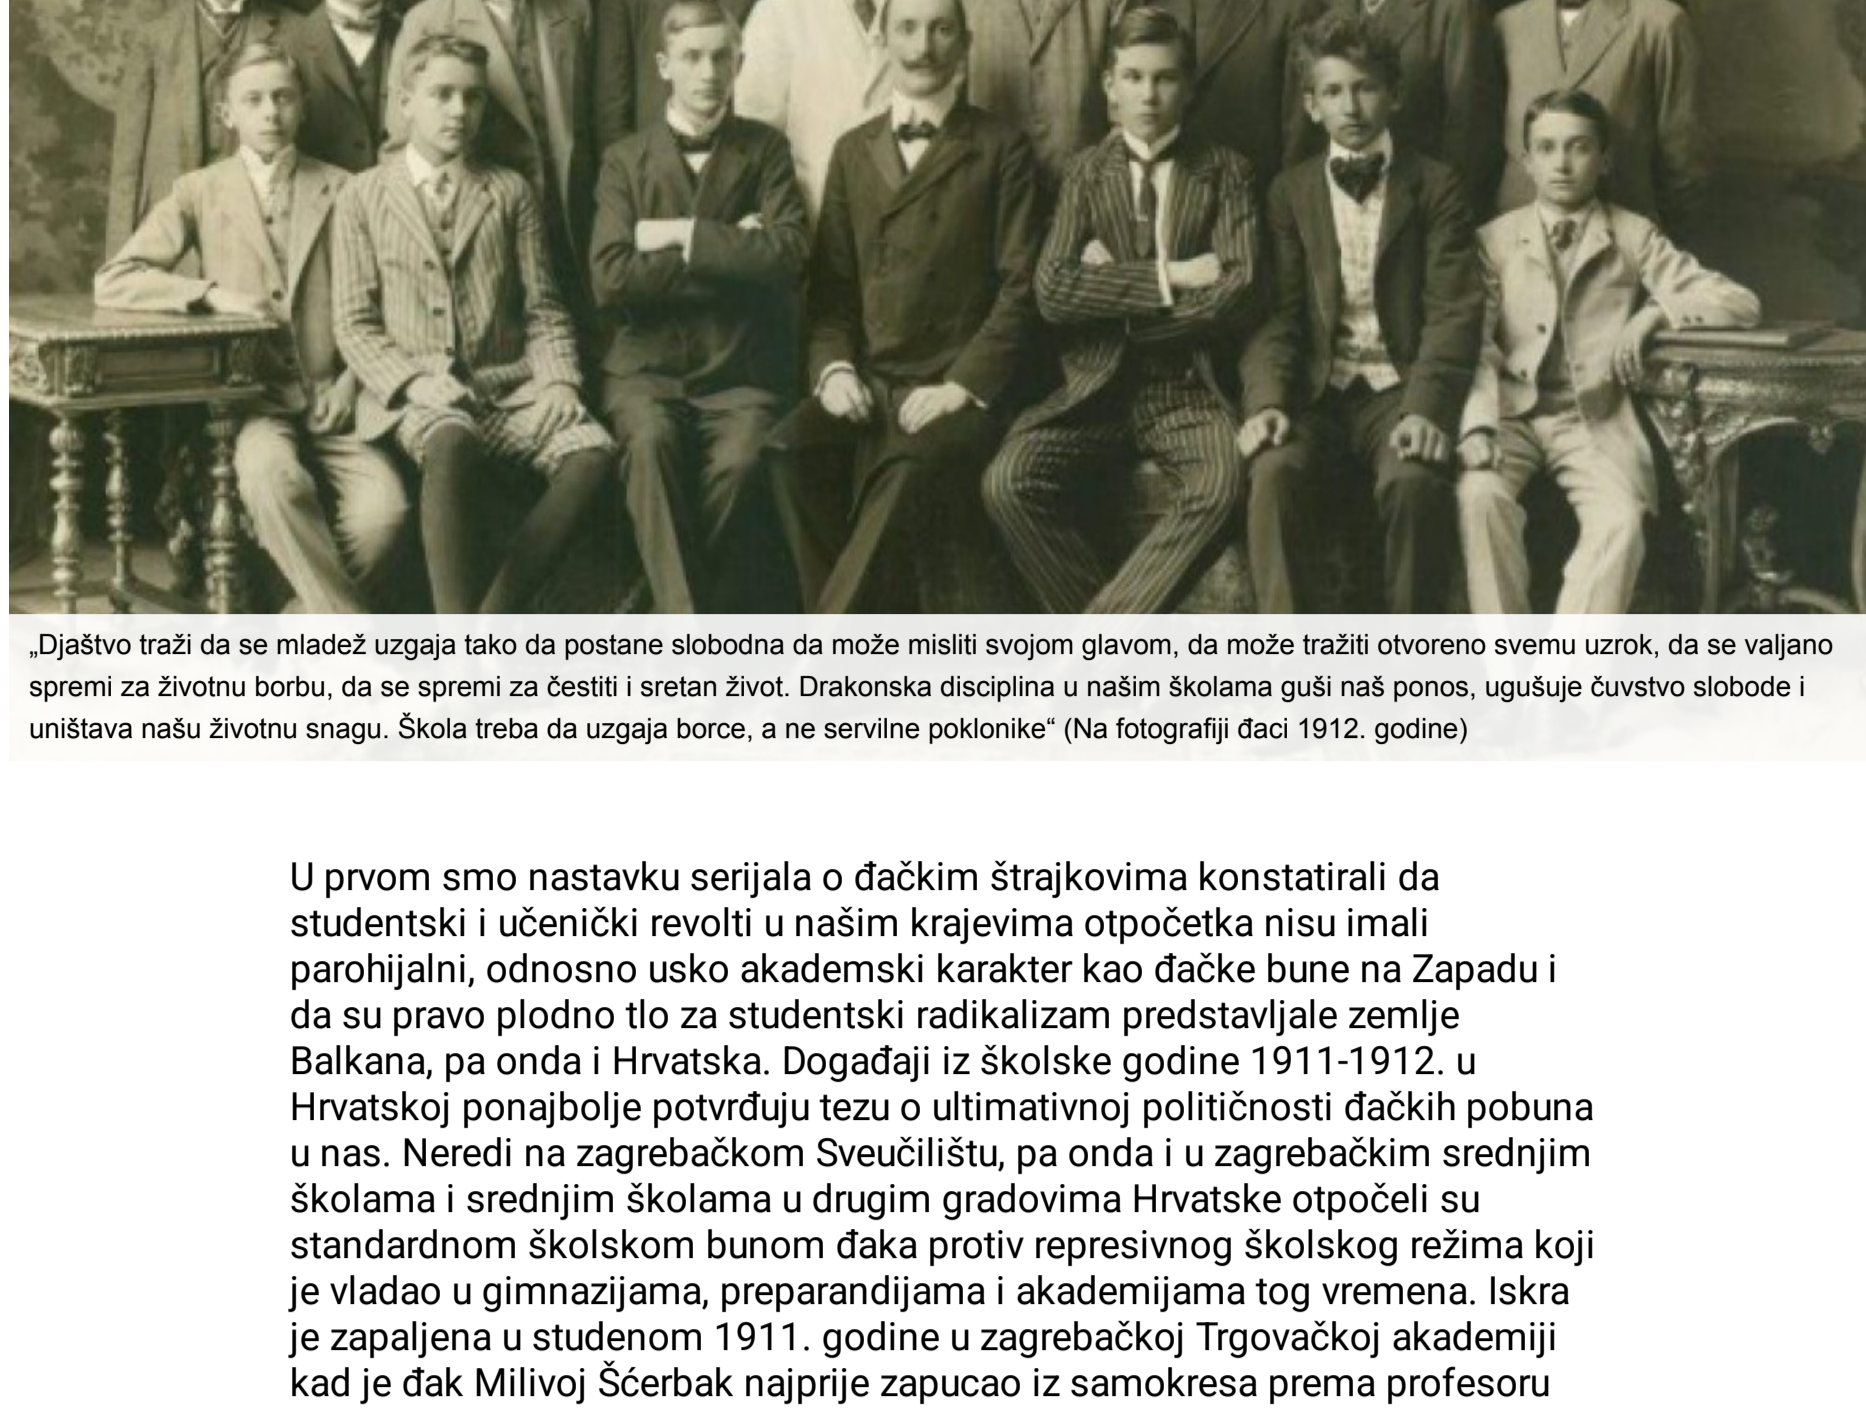 „Djaštvo traži da se mladež uzgaja tako da postane slobodna da može misliti svojom glavom, da može tražiti otvoreno svemu uzrok, da se valjano
spremi za životnu borbu, da se spremi za čestiti i sretan život. Drakonska disciplina u našim školama guši naš ponos, ugušuje čuvstvo slobode i
uništava našu životnu snagu. Škola treba da uzgaja borce, a ne servilne poklonike“ (Na fotografiji đaci 1912. godine)
U prvom smo nastavku serijala o đačkim štrajkovima konstatirali da
studentski i učenički revolti u našim krajevima otpočetka nisu imali
parohijalni, odnosno usko akademski karakter kao đačke bune na Zapadu i
da su pravo plodno tlo za studentski radikalizam predstavljale zemlje
Balkana, pa onda i Hrvatska. Događaji iz školske godine 1911-1912. u
Hrvatskoj ponajbolje potvrđuju tezu o ultimativnoj političnosti đačkih pobuna
u nas. Neredi na zagrebačkom Sveučilištu, pa onda i u zagrebačkim srednjim
školama i srednjim školama u drugim gradovima Hrvatske otpočeli su
standardnom školskom bunom đaka protiv represivnog školskog režima koji
je vladao u gimnazijama, preparandijama i akademijama tog vremena. Iskra
je zapaljena u studenom 1911. godine u zagrebačkoj Trgovačkoj akademiji
kad je đak Milivoj Šćerbak najprije zapucao iz samokresa prema profesoru